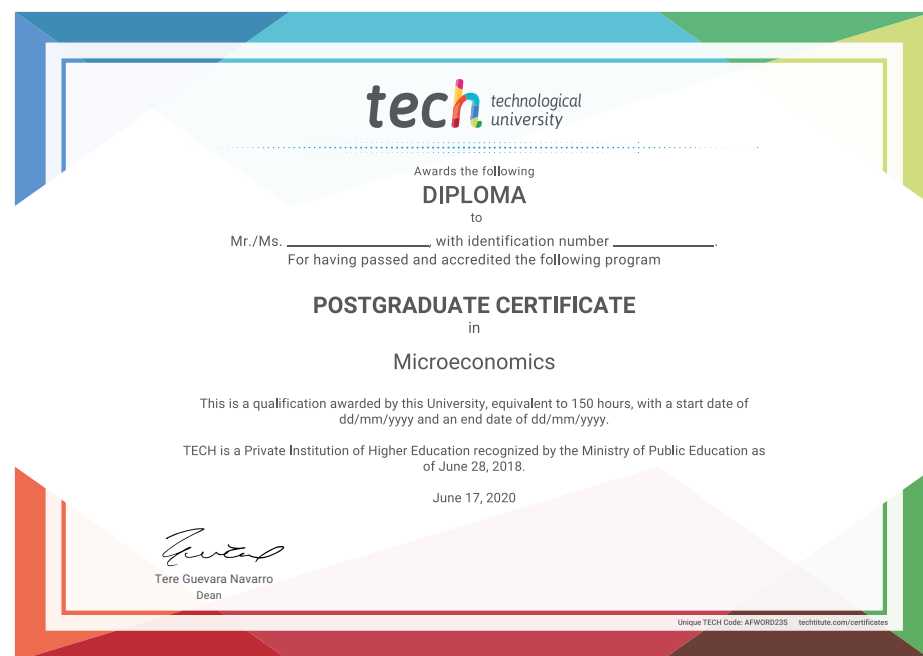 tech technological
university
Awards the following
DIPLOMA
to
Mr./Ms. ____________________, with identification number ______________.
For having passed and accredited the following program
POSTGRADUATE CERTIFICATE
in
Microeconomics
This is a qualification awarded by this University, equivalent to 150 hours, with a start date of
dd/mm/yyyy and an end date of dd/mm/yyyy.
TECH is a Private Institution of Higher Education recognized by the Ministry of Public Education as
of June 28, 2018.
June 17, 2020
Tere Guevara Navarro
Dean
Unique TECH Code: AFWORD23S techtitute.com/certificates